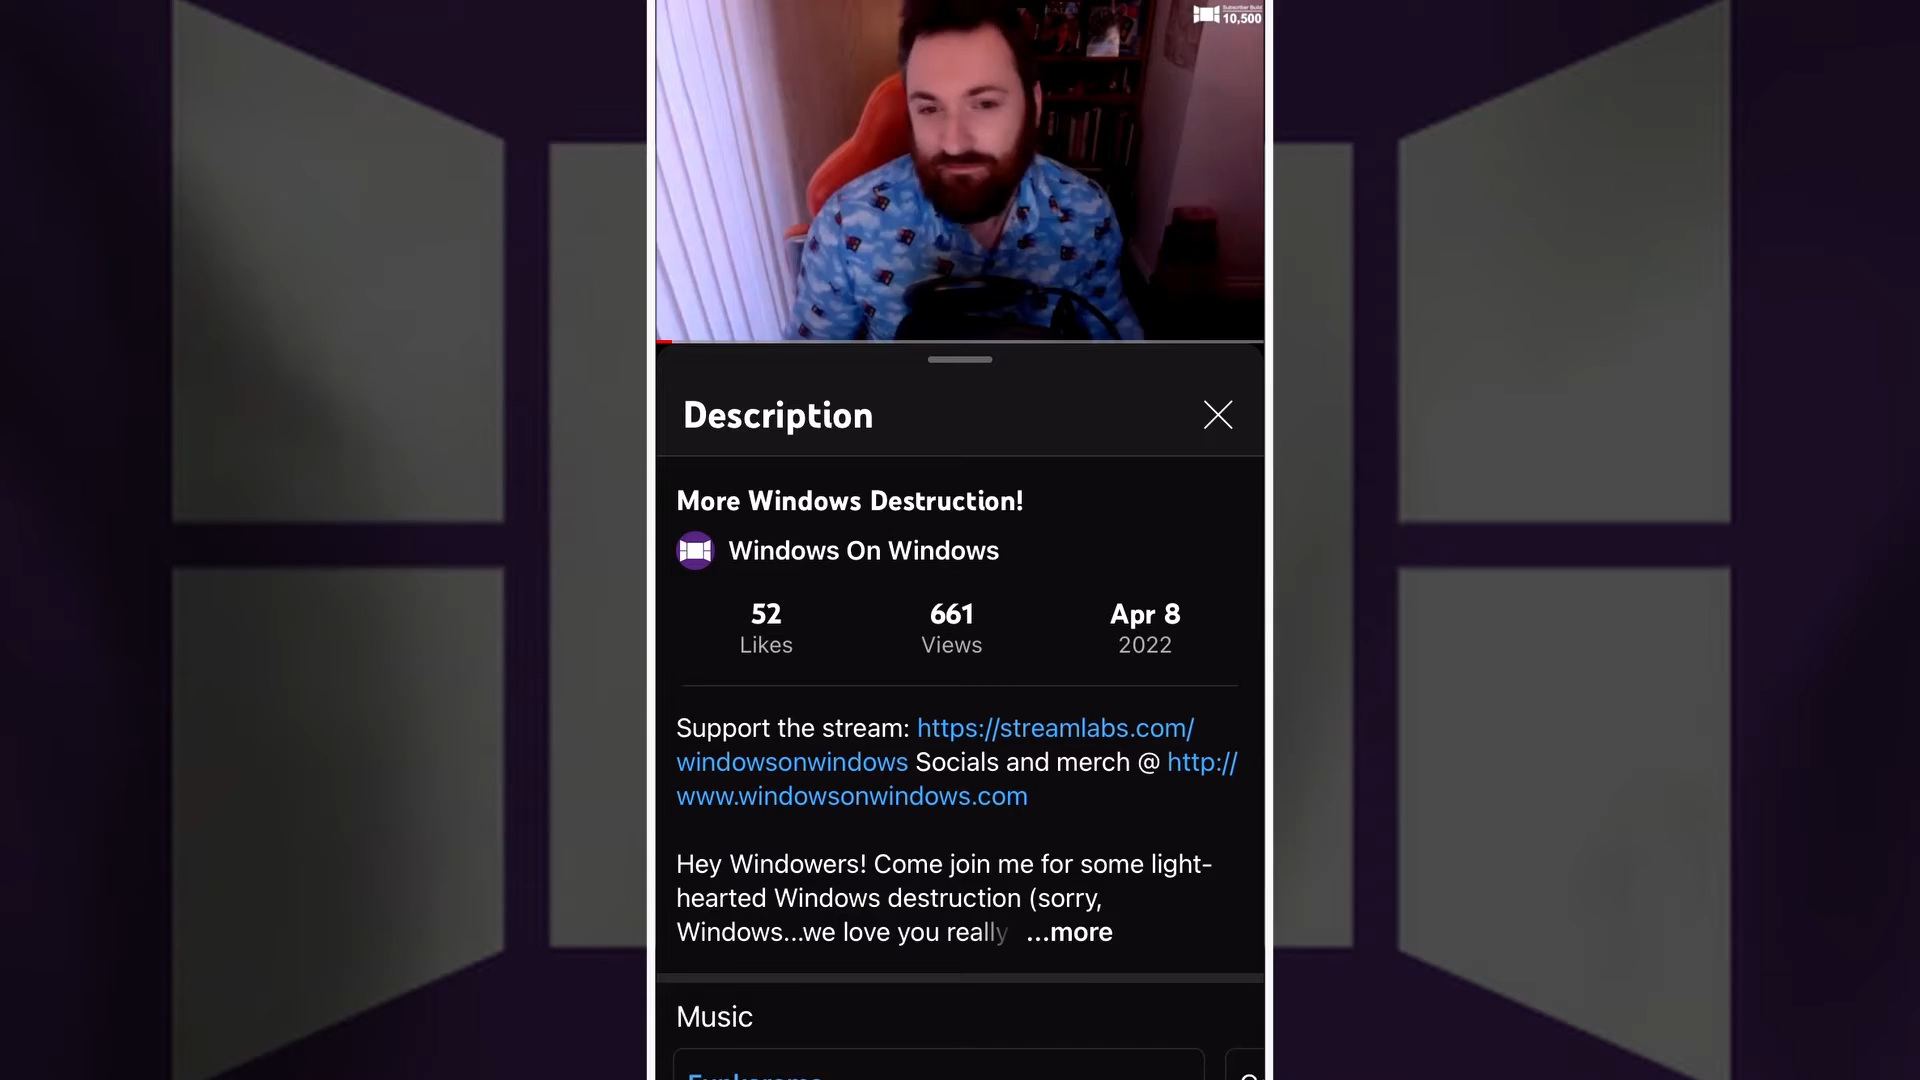 Subscriber Build
10,500
Description
More Windows Destruction!
Windows On Windows
52
661
Apr 8
Likes
Views
2022
Support the stream: https://streamlabs.com/
windowsonwindows Socials and merch @ http://
www.windowsonwindows.com
Hey Windowers! Come join me for some light-
hearted Windows destruction (sorry,
Windows...we love you really ...more
Music